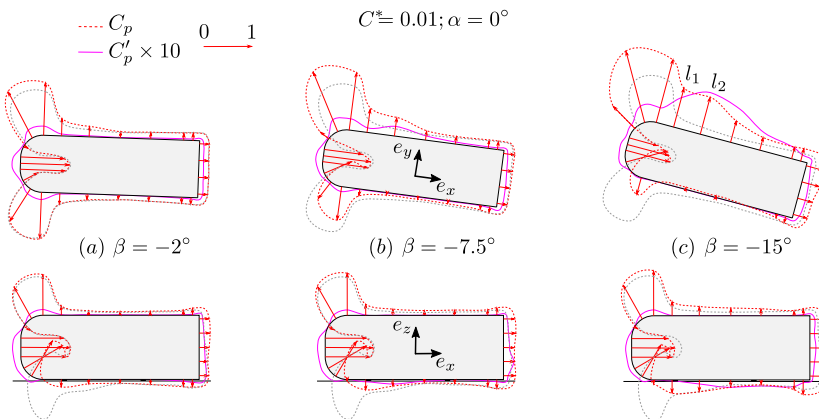 C_p
C'_p × 10
0 1
C* = 0.01; α = 0°
l_1 l_2
e_y
e_x
(a) β = −2°
(b) β = −7.5°
(c) β = −15°
e_z
e_x